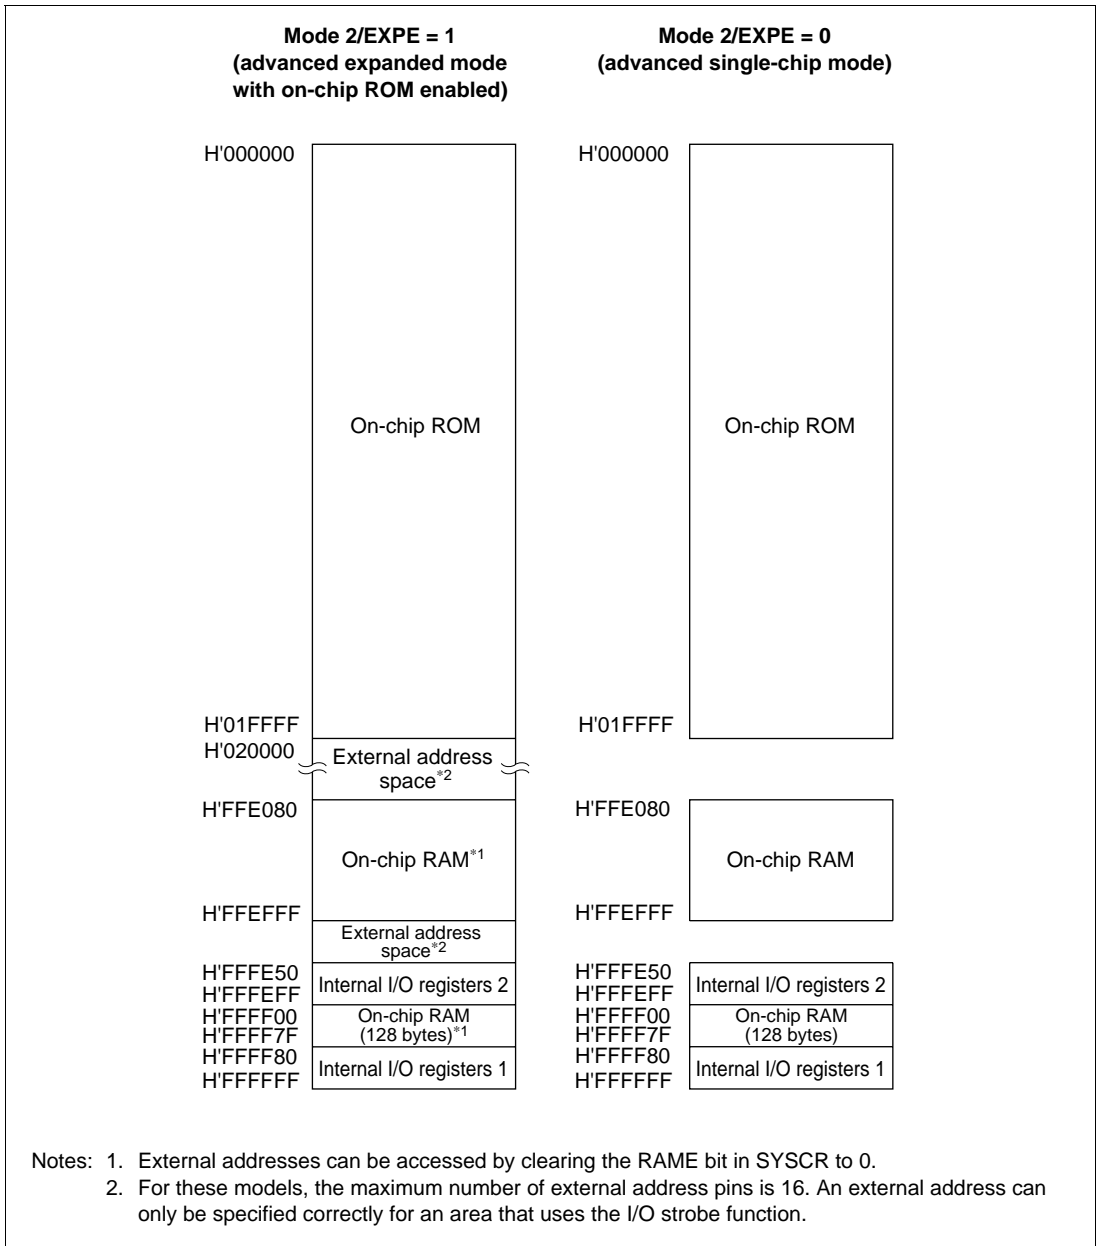 Mode 2/EXPE = 1
(advanced expanded mode
with on-chip ROM enabled)
Mode 2/EXPE = 0
(advanced single-chip mode)
H'000000
On-chip ROM
H'01FFFF
H'020000
External address
space*2
H'FFE080
On-chip RAM*1
H'FFEFFF
External address
space*2
H'FFFE50
Internal I/O registers 2
H'FFFEFF
H'FFFF00
On-chip RAM
(128 bytes)*1
H'FFFF7F
H'FFFF80
Internal I/O registers 1
H'FFFFFF
H'000000
On-chip ROM
H'01FFFF
H'FFE080
On-chip RAM
H'FFEFFF
H'FFFE50
Internal I/O registers 2
H'FFFEFF
H'FFFF00
On-chip RAM
(128 bytes)
H'FFFF7F
H'FFFF80
Internal I/O registers 1
H'FFFFFF
Notes: 1. External addresses can be accessed by clearing the RAME bit in SYSCR to 0.
2. For these models, the maximum number of external address pins is 16. An external address can
only be specified correctly for an area that uses the I/O strobe function.